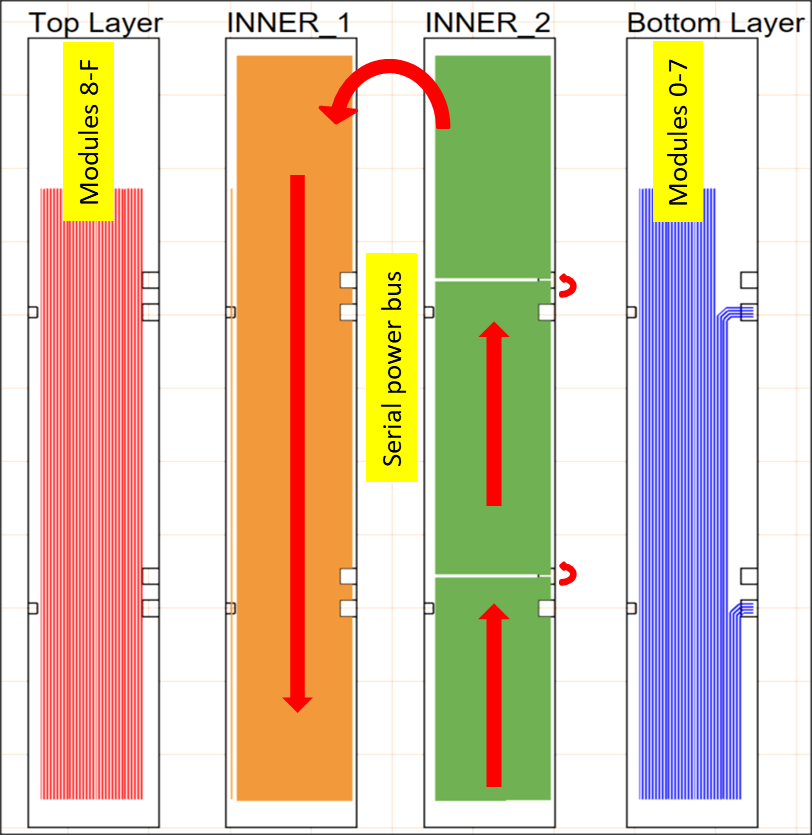 Top Layer
INNER_1
INNER_2
Bottom Layer
Modules 8-F
Serial power bus
Modules 0-7